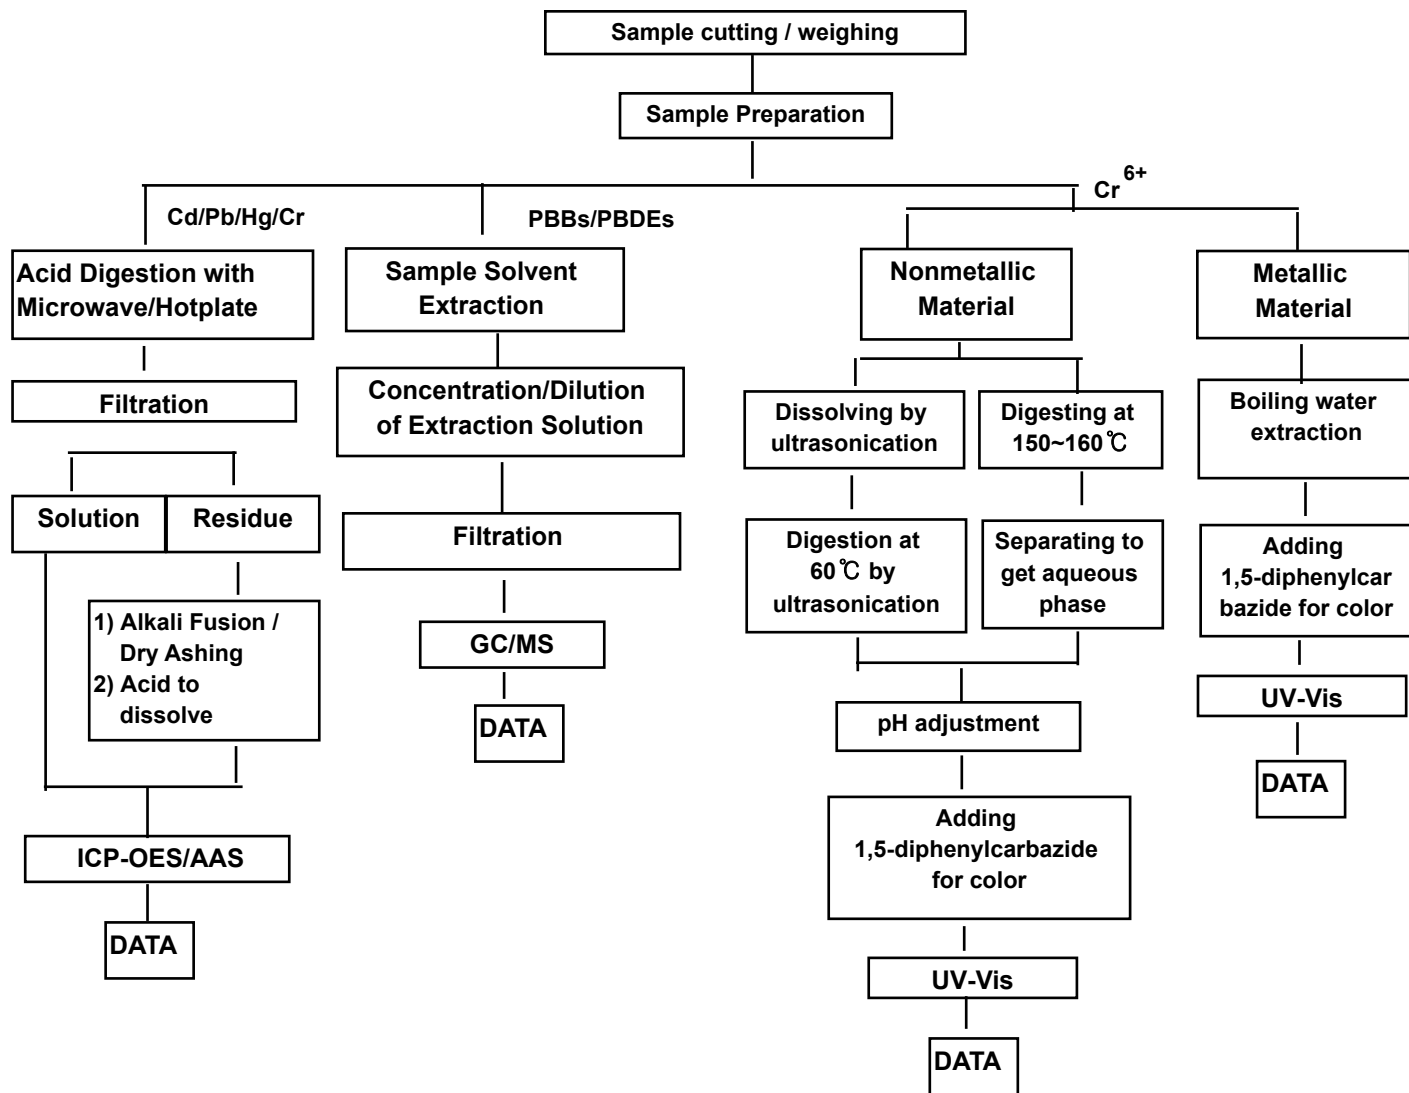 Sample cutting / weighing
Sample Preparation
Cr 6+
Cd/Pb/Hg/Cr
PBBs/PBDEs
Acid Digestion with
Microwave/Hotplate
Filtration
Solution
Residue
1) Alkali Fusion /
Dry Ashing
2) Acid to
dissolve
ICP-OES/AAS
DATA
Sample Solvent
Extraction
Concentration/Dilution
of Extraction Solution
Filtration
GC/MS
DATA
Nonmetallic
Material
Dissolving by
ultrasonication
Digestion at
60℃ by
ultrasonication
Digesting at
150~160℃
Separating to
get aqueous
phase
pH adjustment
Adding
1,5-diphenylcarbazide
for color
UV-Vis
DATA
Metallic
Material
Boiling water
extraction
Adding
1,5-diphenylcar
bazide for color
UV-Vis
DATA